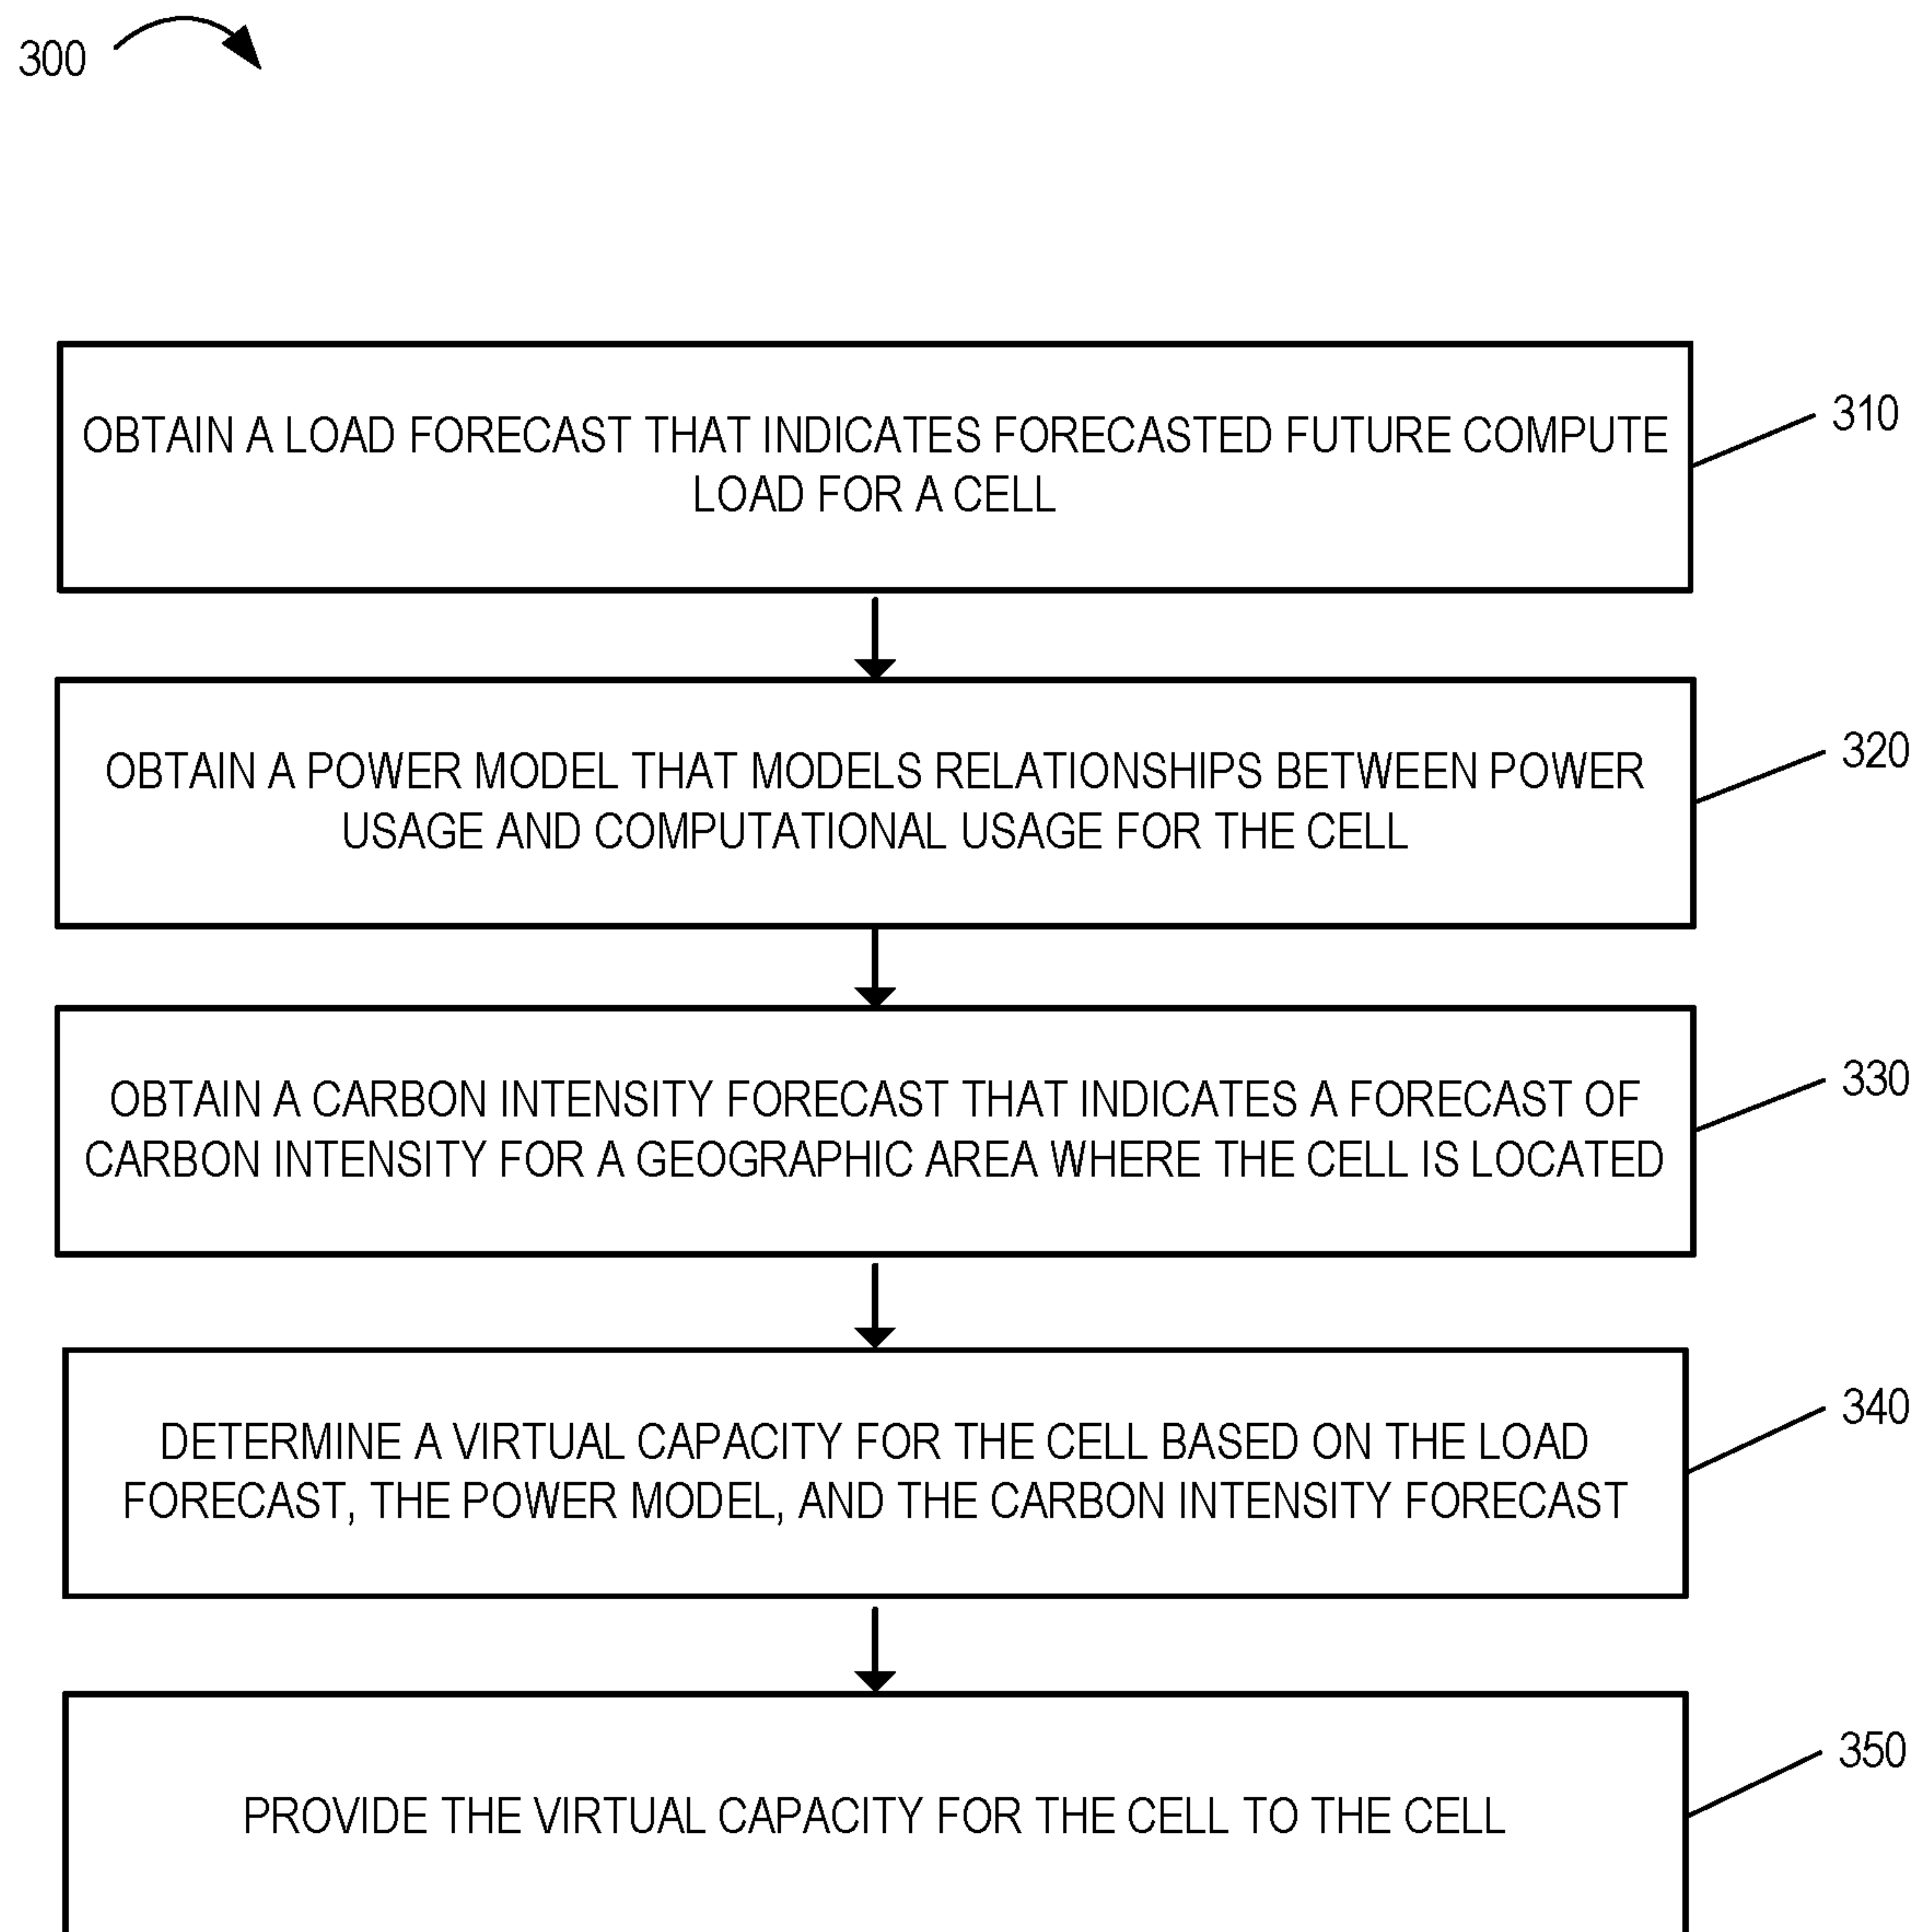 300
OBTAIN A LOAD FORECAST THAT INDICATES FORECASTED FUTURE COMPUTE
LOAD FOR A CELL
310
OBTAIN A POWER MODEL THAT MODELS RELATIONSHIPS BETWEEN POWER
USAGE AND COMPUTATIONAL USAGE FOR THE CELL
320
OBTAIN A CARBON INTENSITY FORECAST THAT INDICATES A FORECAST OF
CARBON INTENSITY FOR A GEOGRAPHIC AREA WHERE THE CELL IS LOCATED
330
DETERMINE A VIRTUAL CAPACITY FOR THE CELL BASED ON THE LOAD
FORECAST, THE POWER MODEL, AND THE CARBON INTENSITY FORECAST
340
PROVIDE THE VIRTUAL CAPACITY FOR THE CELL TO THE CELL
350